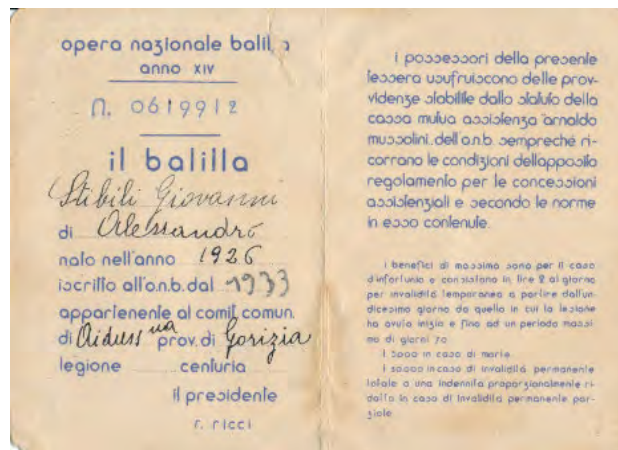 opera nazionale balilla
anno xiv
n. 0619912
il balilla
Stibili Giovanni
di Alessandro
nato nell'anno 1926
iscritto all'o.n.b. dal 1933
appartenente al comit. comun.
di Aidussina prov. di Gorizia
legione centuria
il presidente
r. ricci
i possessori della presente
tessera usufruiscono delle prov-
videnze stabilite dallo statuto della
cassa mutua assistenza arnaldo
mussolini dell'o.n.b. sempreché ri-
corrano le condizioni dell'apposito
regolamento per le concessioni
assistenziali e secondo le norme
in esso contenute.
i benefici di massima sono per il caso
d'infortunio e consistono in lire 2 al giorno
per invalidità temporanea a partire dall'un-
dicesimo giorno da quello in cui la lesione
ha avuto inizio e fino ad un periodo massi-
mo di giorni 70
l. 5000 in caso di morte
l. 10.000 in caso di invalidità permanente
totale o una indennità proporzionalmente ri-
dotta in caso di invalidità permanente par-
ziale